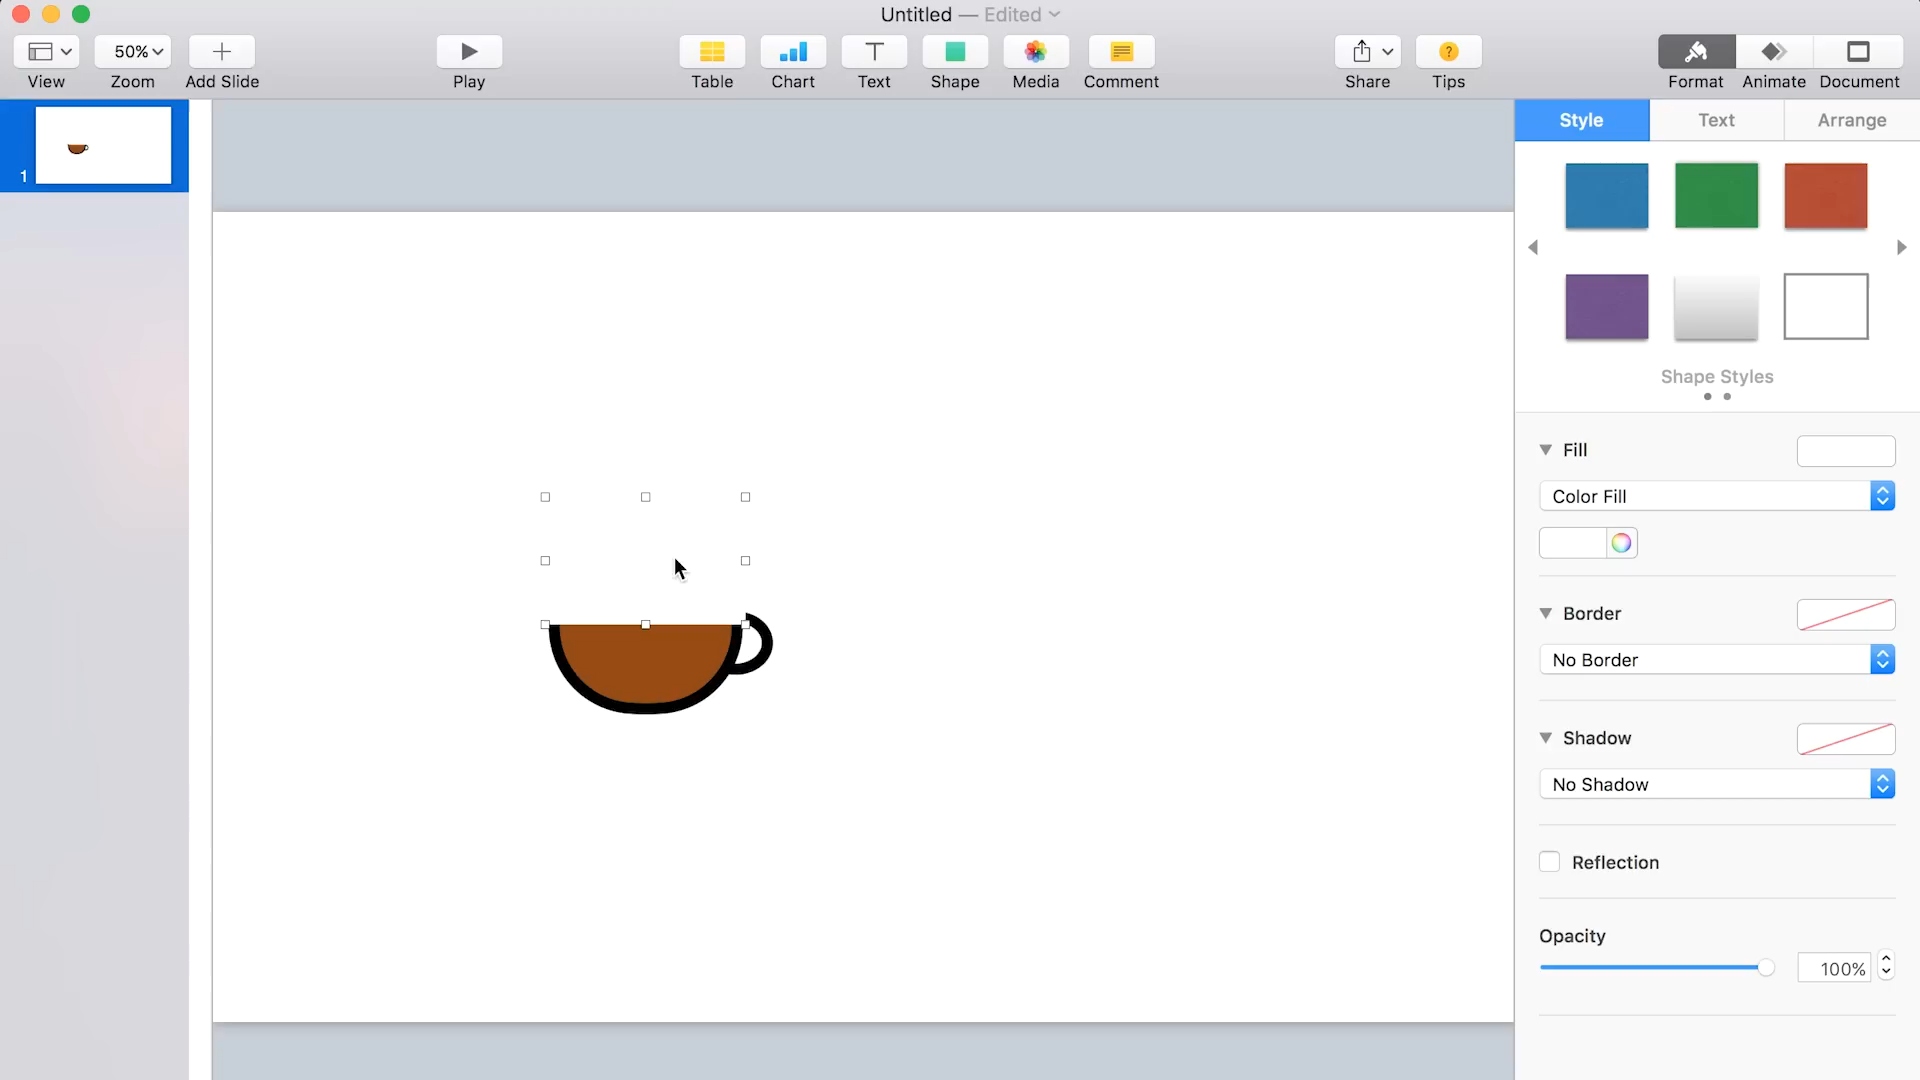 Untitled — Edited
50%
View
Zoom
Add Slide
Play
Table
Chart
Text
Shape
Media
Comment
Share
?
Tips
Format
Animate
Document
1
Style
Text
Arrange
Shape Styles
Fill
Color Fill
Border
No Border
Shadow
No Shadow
Reflection
Opacity
100%